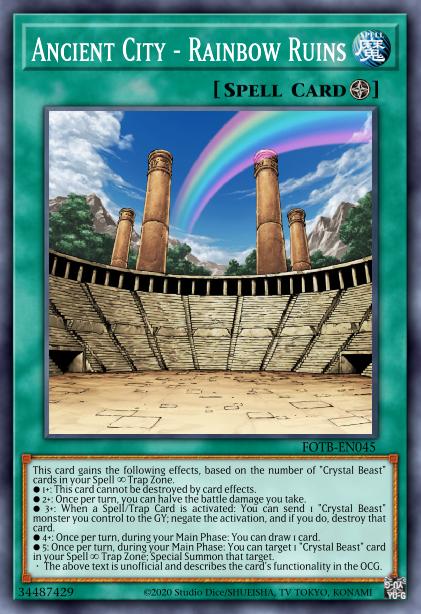 ANCIENT CITY - RAINBOW RUINS
SPELL
魔
[SPELL CARD]
FOTB-EN045
This card gains the following effects, based on the number of "Crystal Beast"
cards in your Spell ∞ Trap Zone.
●1+: This card cannot be destroyed by card effects.
●2+: Once per turn, you can halve the battle damage you take.
● 3+: When a Spell/Trap Card is activated: You can send 1 "Crystal Beast"
monster you control to the GY; negate the activation, and if you do, destroy that
card.
●4+: Once per turn, during your Main Phase: You can draw 1 card.
●5: Once per turn, during your Main Phase: You can target 1 "Crystal Beast" card
in your Spell ∞ Trap Zone; Special Summon that target.
· The above text is unofficial and describes the card's functionality in the OCG.
34487429
©2020 Studio Dice/SHUEISHA, TV TOKYO, KONAMI